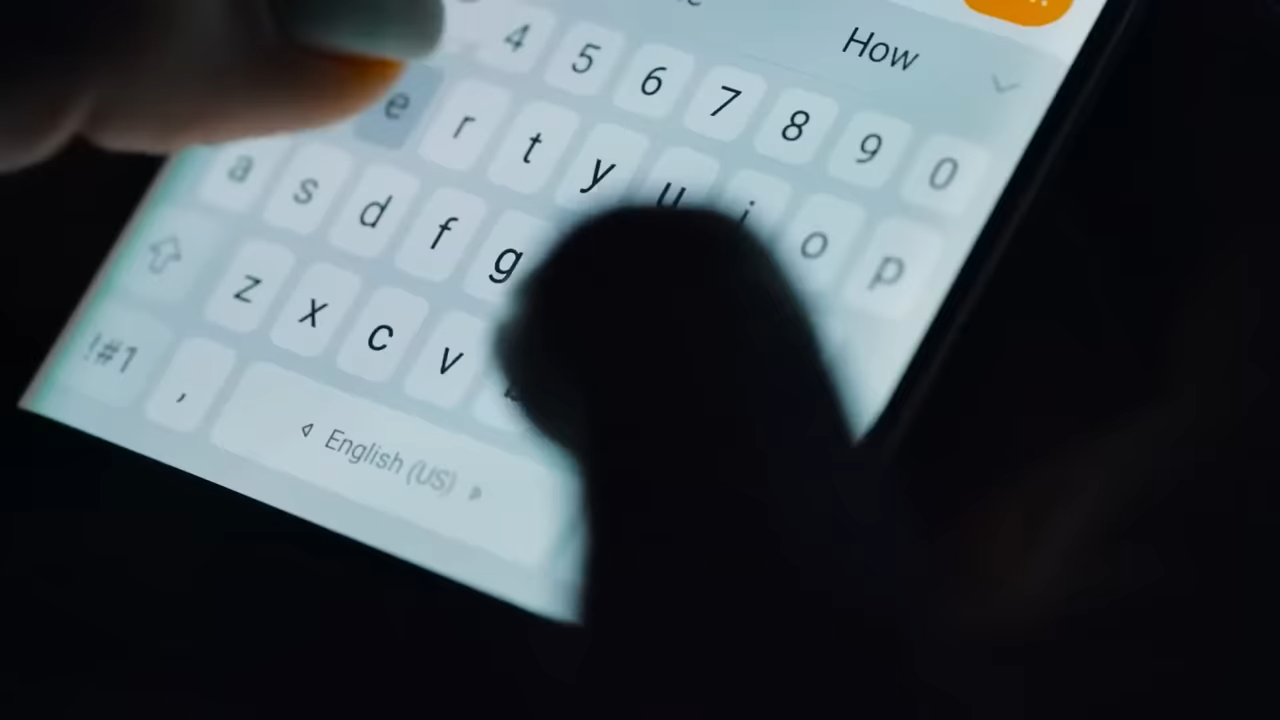 How
4 5 6 7 8 9 0
e r t y u i o p
a s d f g
z x c v
!#1 , English (US)